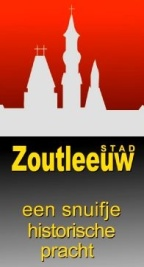 STAD
Zoutleeuw
een snuifje
historische
pracht